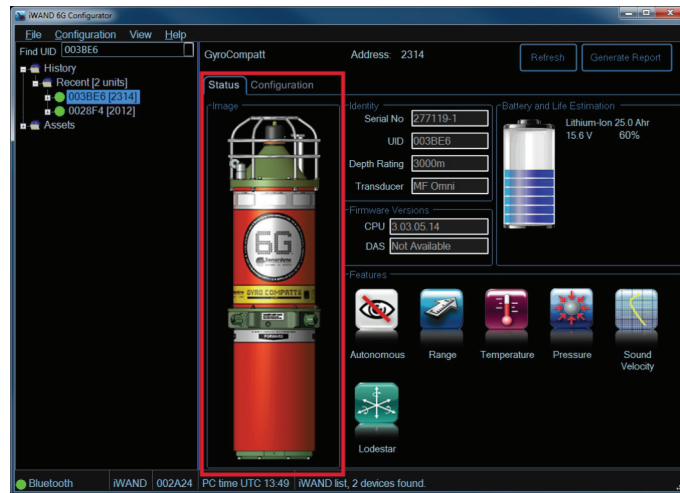 iWAND 6G Configurator
File Configuration View Help
Find UID 003BE6
History
Recent [2 units]
003BE6 [2314]
0028F4 [2012]
Assets
GyroCompatt Address: 2314 Refresh Generate Report
Status Configuration
Image
6G
Sonardyne
GYRO COMPATT 6
FORWARD
Identity
Serial No 277119-1
UID 003BE6
Depth Rating 3000m
Transducer MF Omni
Battery and Life Estimation
Lithium-Ion 25.0 Ahr
15.6 V 60%
Firmware Versions
CPU 3.03.05.14
DAS Not Available
Features
Autonomous Range Temperature Pressure Sound
Velocity
Lodestar
Bluetooth iWAND 002A24 PC time UTC 13:49 iWAND list, 2 devices found.